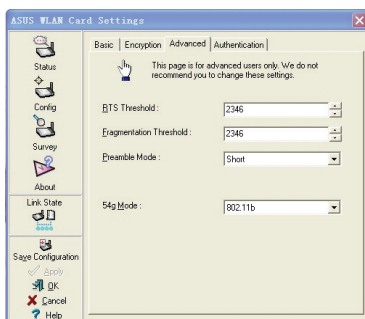 ASUS WLAN Card Settings
Status
Config
Survey
About
Link State
Save Configuration
Apply
OK
Cancel
Help
Basic Encryption Advanced Authentication
This page is for advanced users only. We do not
recommend you to change these settings.
RTS Threshold : 2346
Fragmentation Threshold : 2346
Preamble Mode : Short
54g Mode : 802.11b